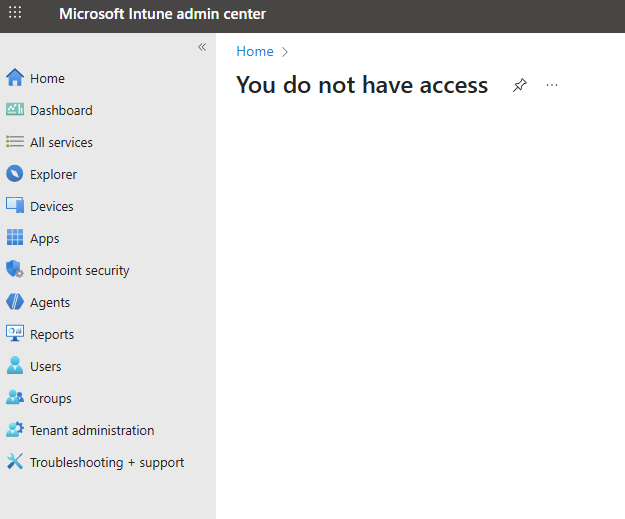 Microsoft Intune admin center
Home
You do not have access
Home
Dashboard
All services
Explorer
Devices
Apps
Endpoint security
Agents
Reports
Users
Groups
Tenant administration
Troubleshooting + support